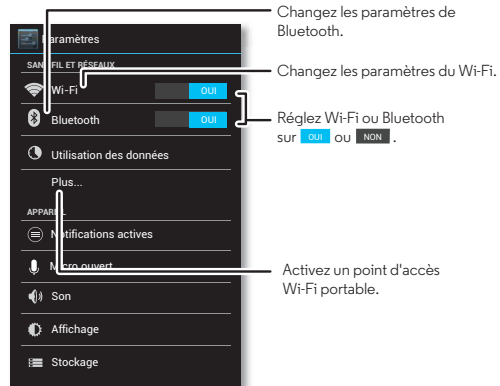 Paramètres
SANS FIL ET RÉSEAUX
Wi-Fi OUI
Bluetooth OUI
Utilisation des données
Plus...
APPAREIL
Notifications actives
Micro ouvert
Son
Affichage
Stockage
Changez les paramètres de
Bluetooth.
Changez les paramètres du Wi-Fi.
Réglez Wi-Fi ou Bluetooth
sur OUI ou NON .
Activez un point d'accès
Wi-Fi portable.